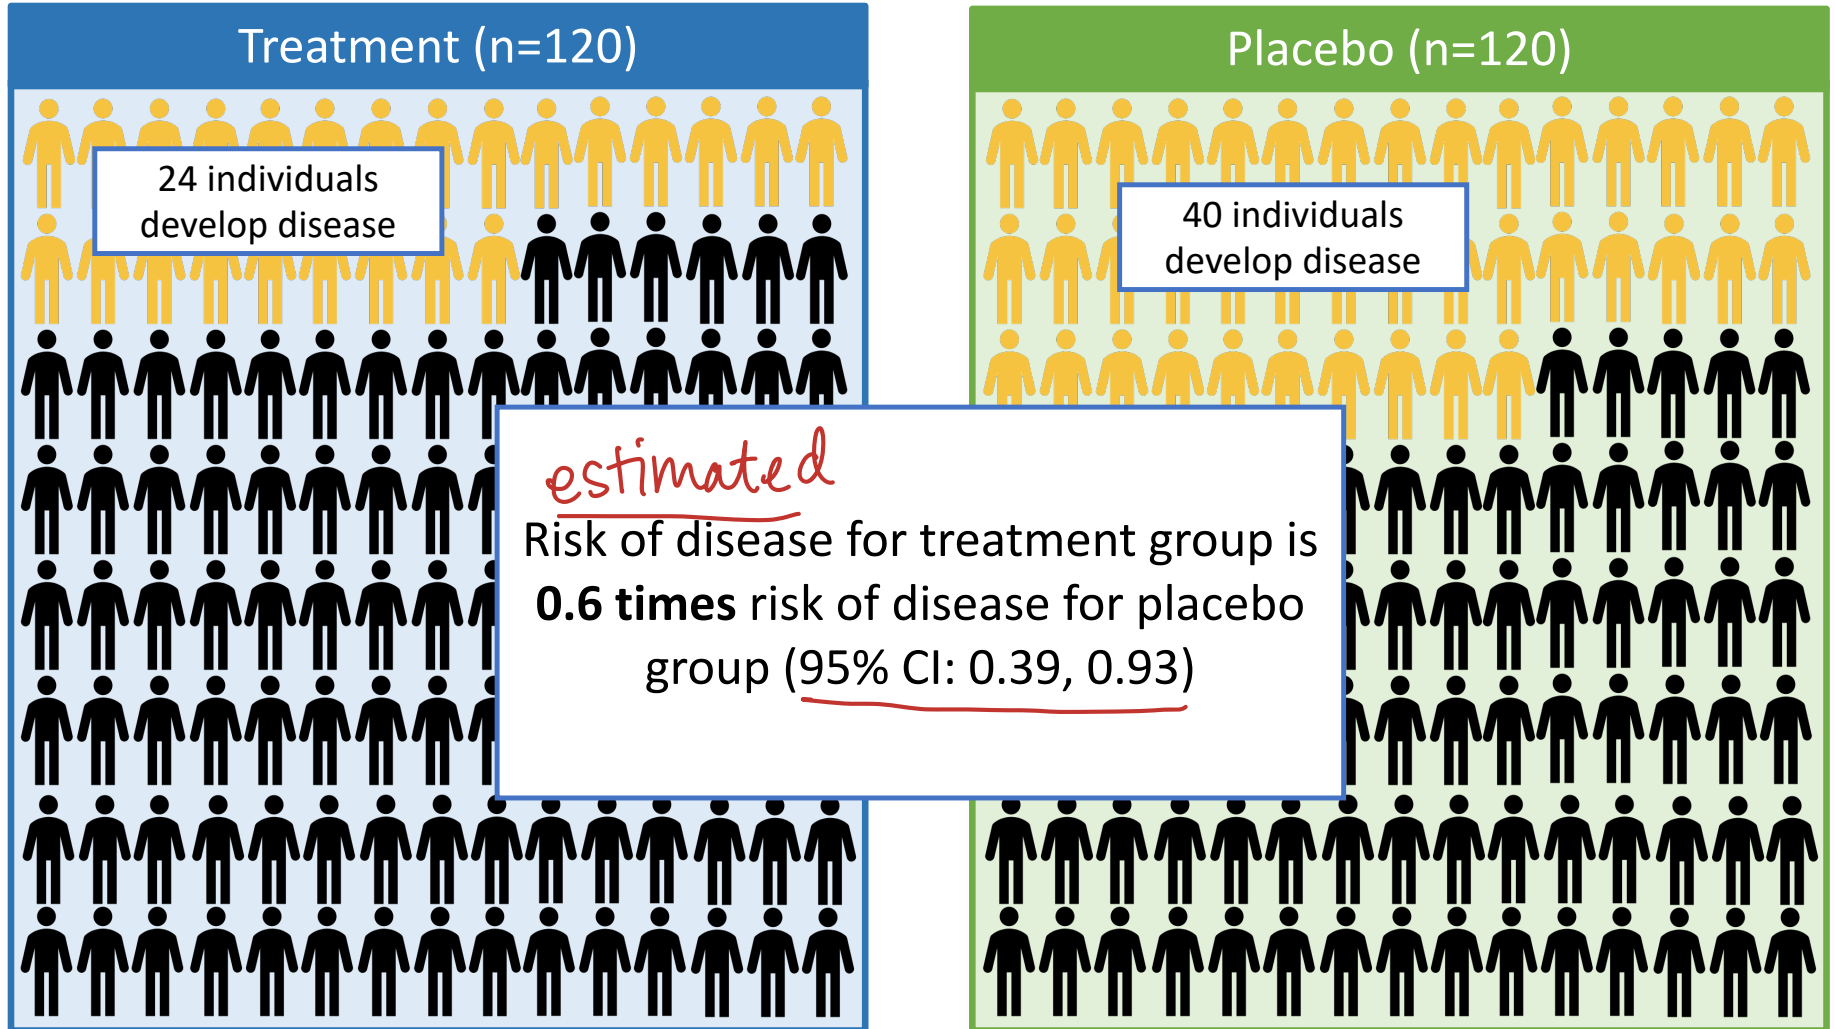 Treatment (n=120)
Placebo (n=120)
24 individuals
develop disease
40 individuals
develop disease
estimated
Risk of disease for treatment group is
0.6 times risk of disease for placebo
group (95% CI: 0.39, 0.93)